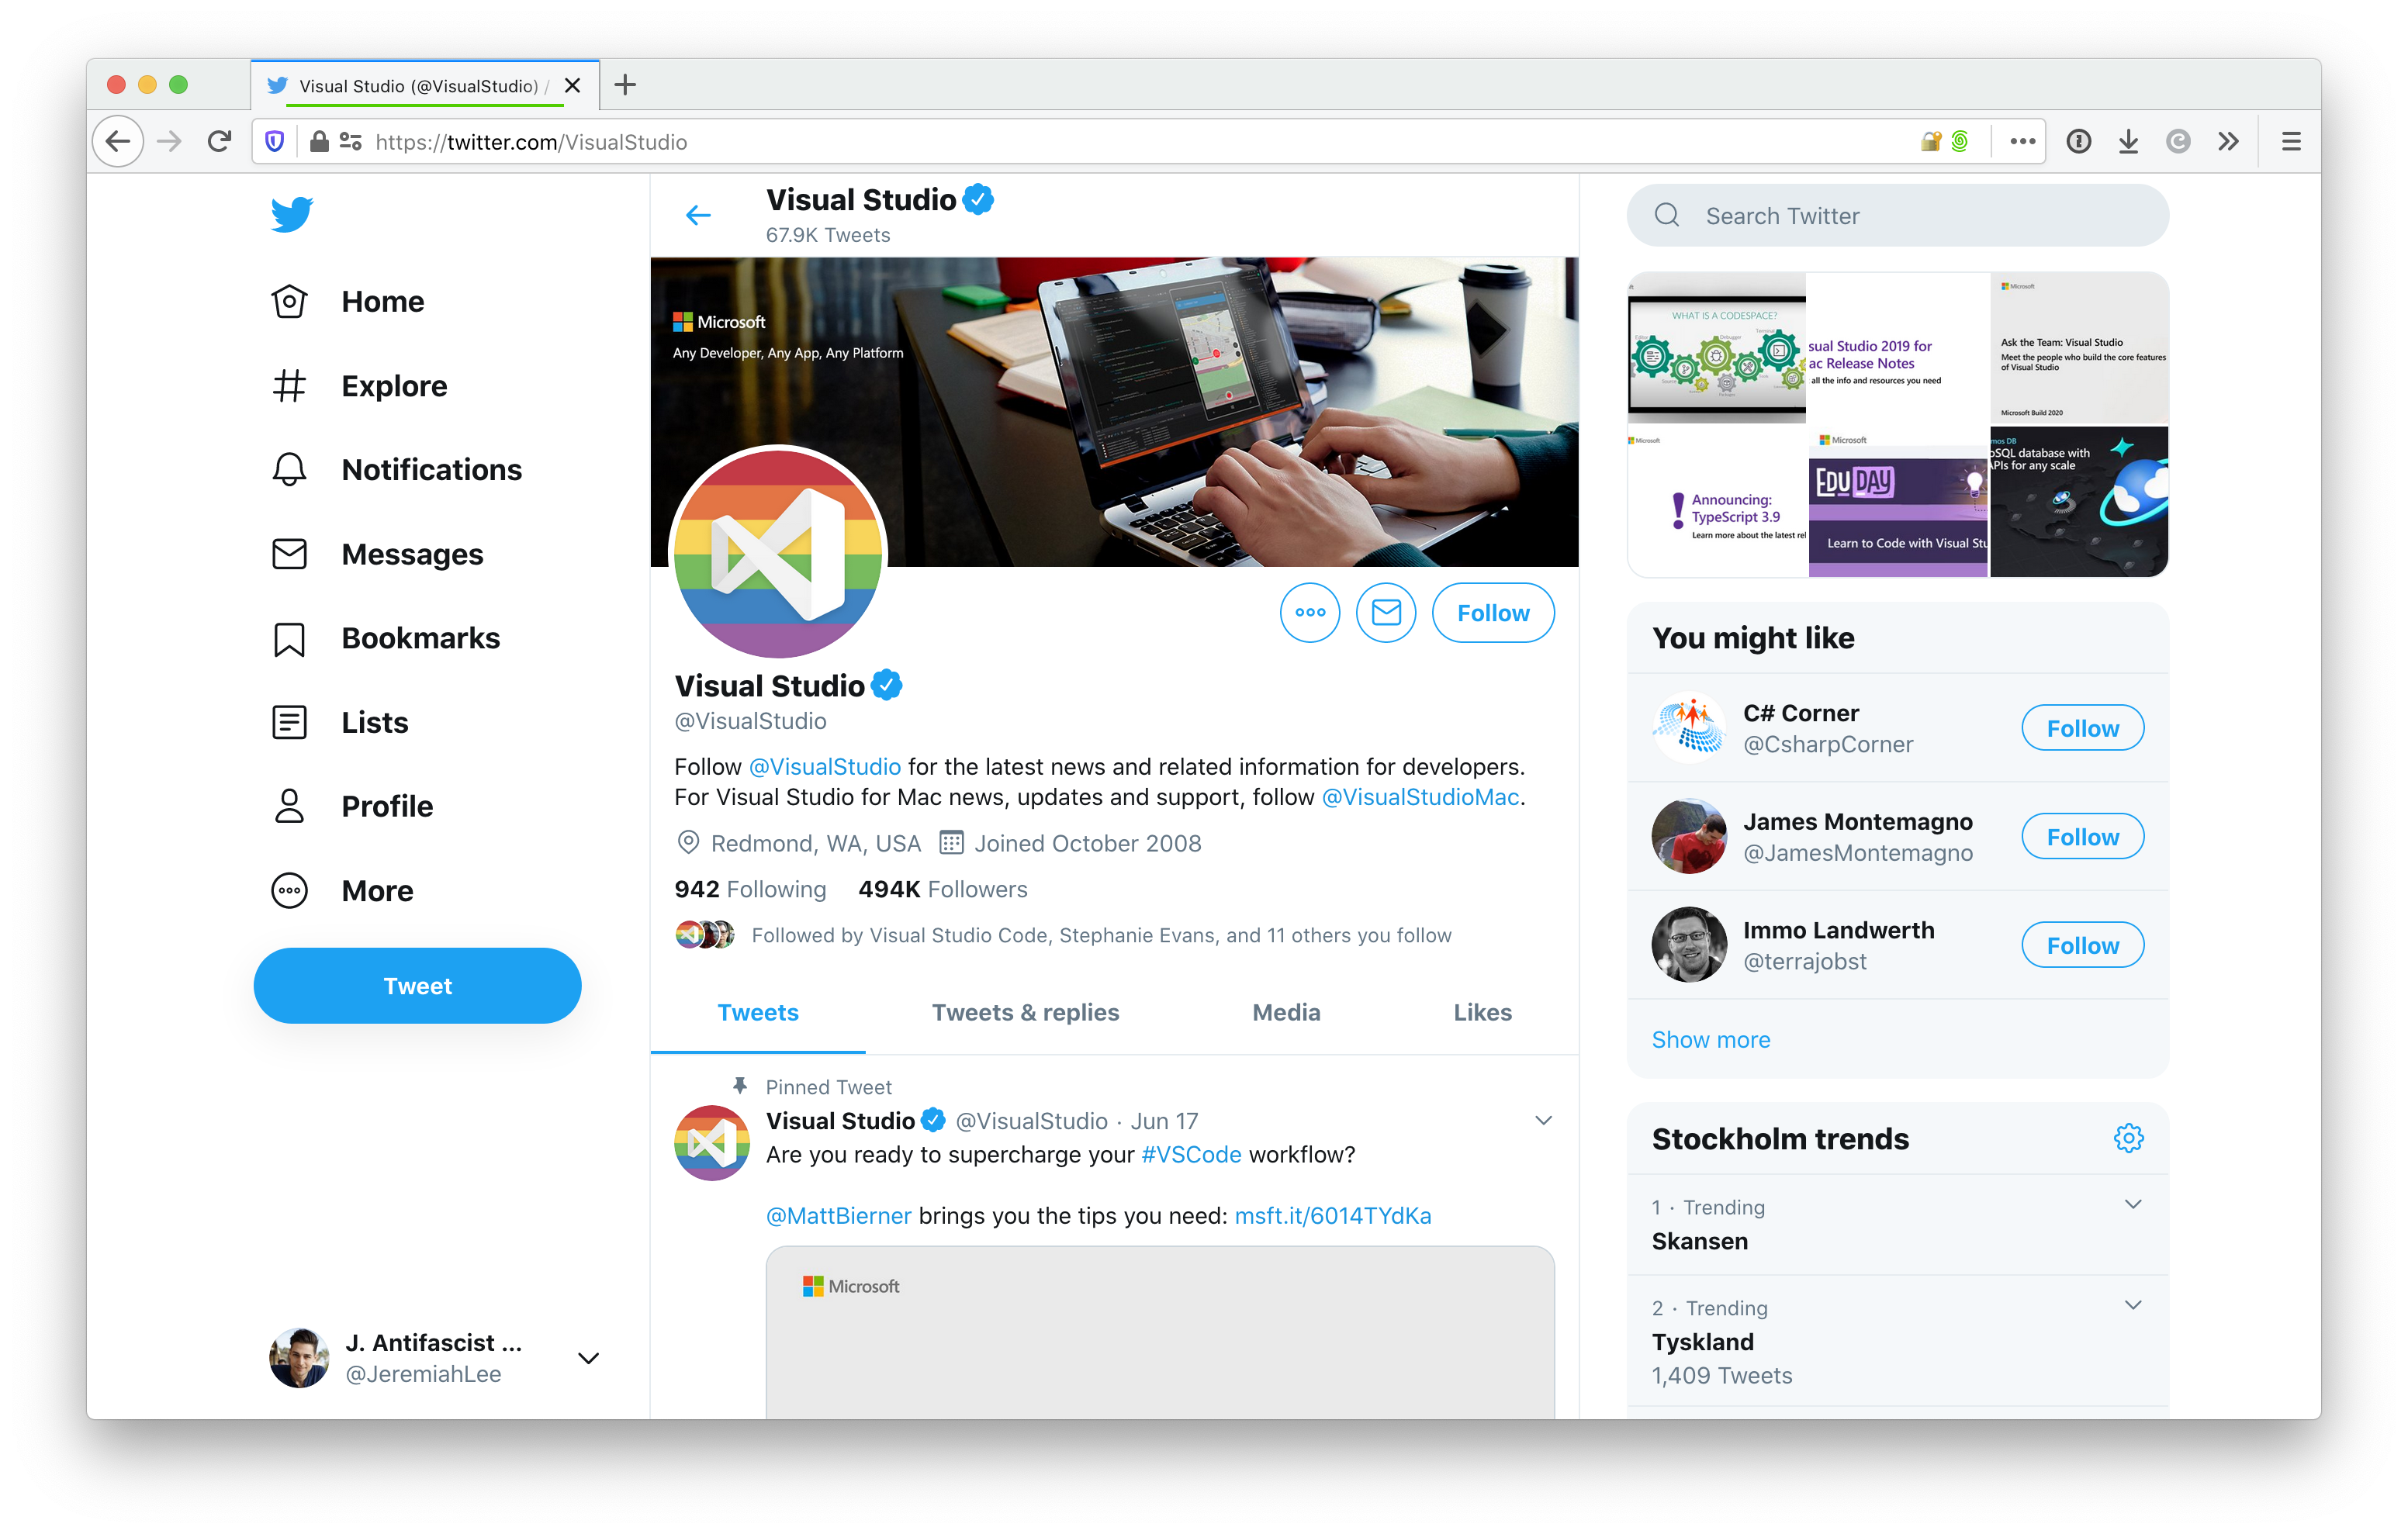 Visual Studio (@VisualStudio) /
https://twitter.com/VisualStudio
Home
Explore
Notifications
Messages
Bookmarks
Lists
Profile
More
Tweet
J. Antifascist ...
@JeremiahLee
Visual Studio
67.9K Tweets
Microsoft
Any Developer, Any App, Any Platform
Follow
Visual Studio
@VisualStudio
Follow @VisualStudio for the latest news and related information for developers.
For Visual Studio for Mac news, updates and support, follow @VisualStudioMac.
Redmond, WA, USA Joined October 2008
942 Following 494K Followers
Followed by Visual Studio Code, Stephanie Evans, and 11 others you follow
Tweets Tweets & replies Media Likes
Pinned Tweet
Visual Studio @VisualStudio · Jun 17
Are you ready to supercharge your #VSCode workflow?
@MattBierner brings you the tips you need: msft.it/6014TYdKa
Microsoft
Search Twitter
WHAT IS A CODESPACE?
Terminal
Debugger
sual Studio 2019 for
ac Release Notes
all the info and resources you need
Microsoft
Ask the Team: Visual Studio
Meet the people who build the core features
of Visual Studio
Microsoft Build 2020
Microsoft
Announcing:
TypeScript 3.9
Learn more about the latest rel
Microsoft
EDU DAY
Learn to Code with Visual Stu
mos DB
oSQL database with
APIs for any scale
You might like
C# Corner
@CsharpCorner
Follow
James Montemagno
@JamesMontemagno
Follow
Immo Landwerth
@terrajobst
Follow
Show more
Stockholm trends
1 · Trending
Skansen
2 · Trending
Tyskland
1,409 Tweets